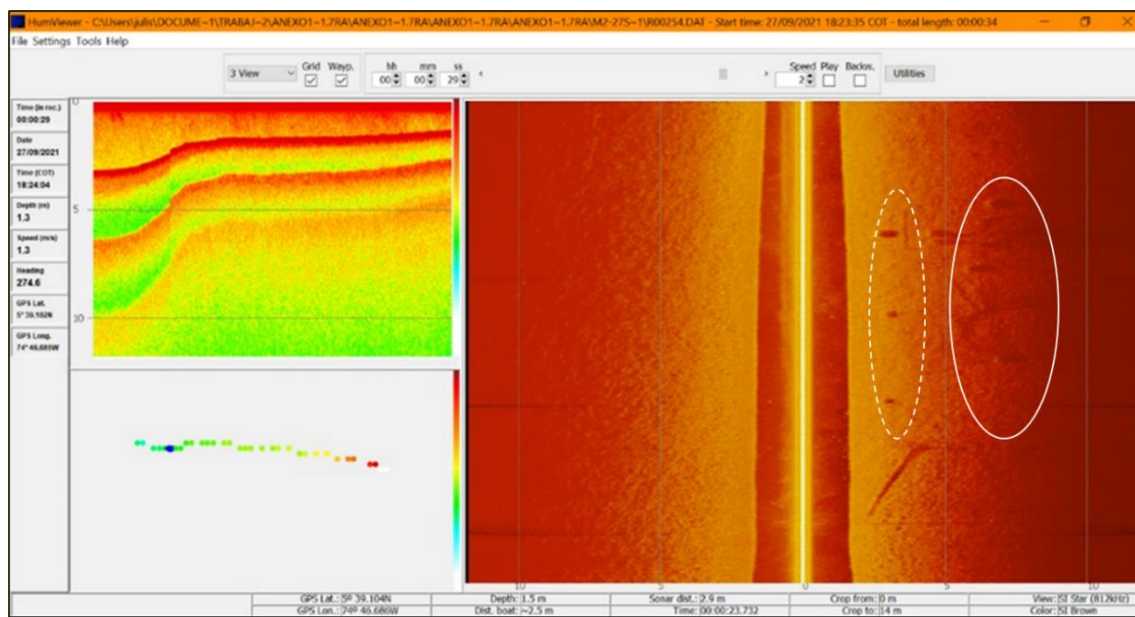 HumViewer - C:\Users\julis\DOCUME~1\TRABAJ~2\ANEXO1~1.7RA\ANEXO1~1.7RA\ANEXO1~1.7RA\ANEXO1~1.7RA\M2-27S~1\R00254.DAT - Start time: 27/09/2021 18:23:35 COT - total length: 00:00:34
File Settings Tools Help
3 View
Grid Wayp.
hh mm ss
00 00 29
Speed Play Backw.
2
Utilities
Time (in rec.)
00:00:29
Date
27/09/2021
Time (COT)
18:24:04
Depth (m)
1.3
Speed (m/s)
1.3
Heading
274.6
GPS Lat.
5° 39.102N
GPS Long.
74° 46.685W
0
5
10
10 5 0 5 10
GPS Lat.: 5º 39.104N Depth: 1.5 m Sonar dist.: 2.9 m Crop from: 0 m View: SI Star (812kHz)
GPS Lon.: 74º 46.686W Dist. boat: ~2.5 m Time: 00:00:23.732 Crop to: 14 m Color: SI Brown